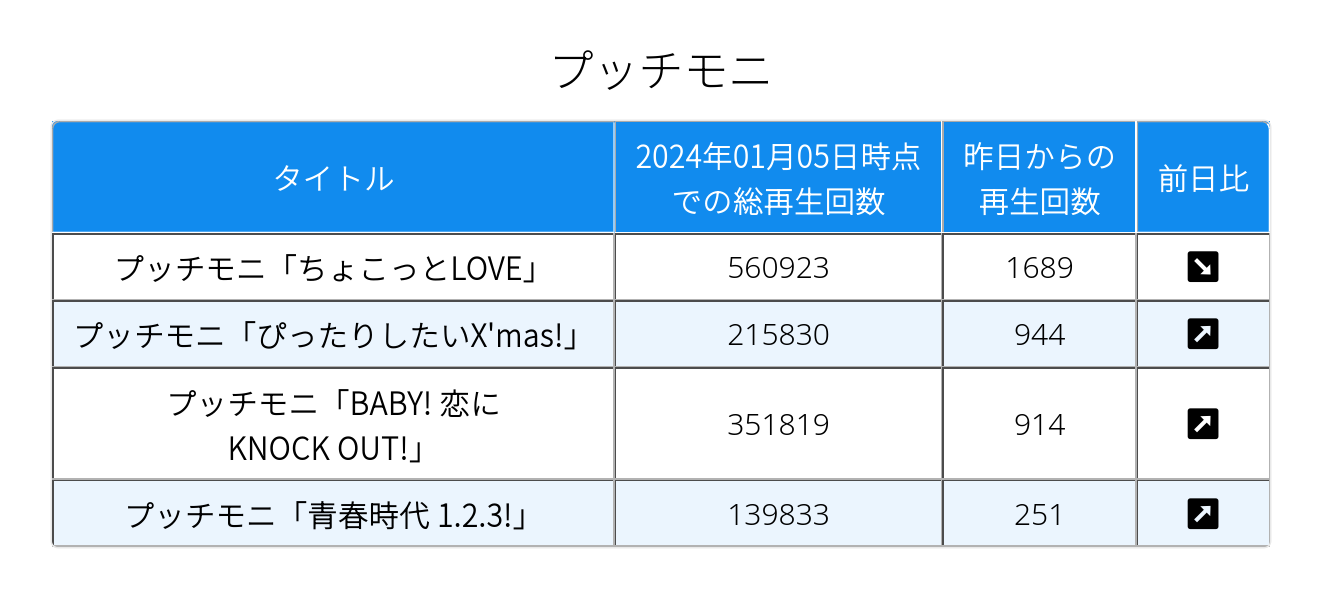 プッチモニ
タイトル
2024年01月05日時点
での総再生回数
昨日からの
再生回数
前日比
プッチモニ「ちょこっとLOVE」
560923
1689
プッチモニ「ぴったりしたいX'mas!」
215830
944
プッチモニ「BABY! 恋に
KNOCK OUT!」
351819
914
プッチモニ「青春時代 1.2.3!」
139833
251